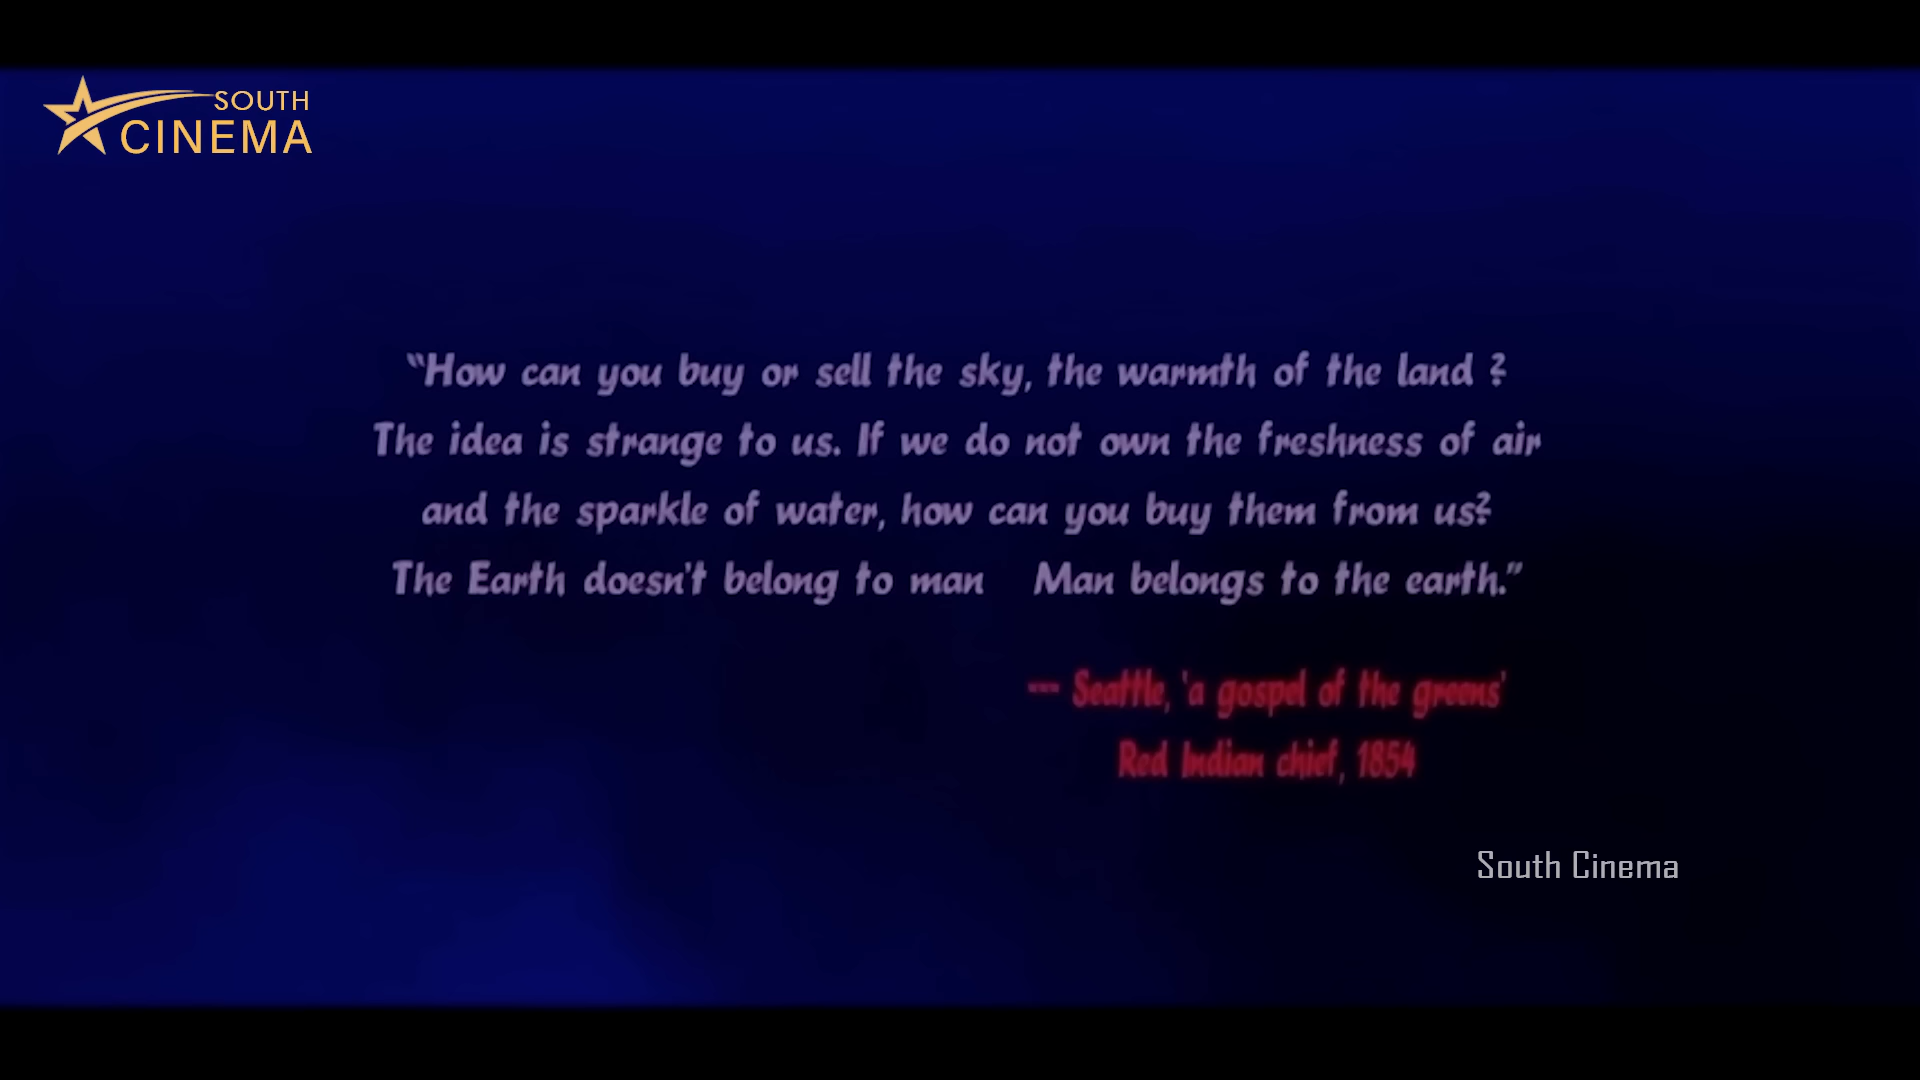 SOUTH
CINEMA
“How can you buy or sell the sky, the warmth of the land ?
The idea is strange to us. If we do not own the freshness of air
and the sparkle of water, how can you buy them from us?
The Earth doesn't belong to man Man belongs to the earth.”
--- Seattle, 'a gospel of the greens'
Red Indian chief, 1854
South Cinema